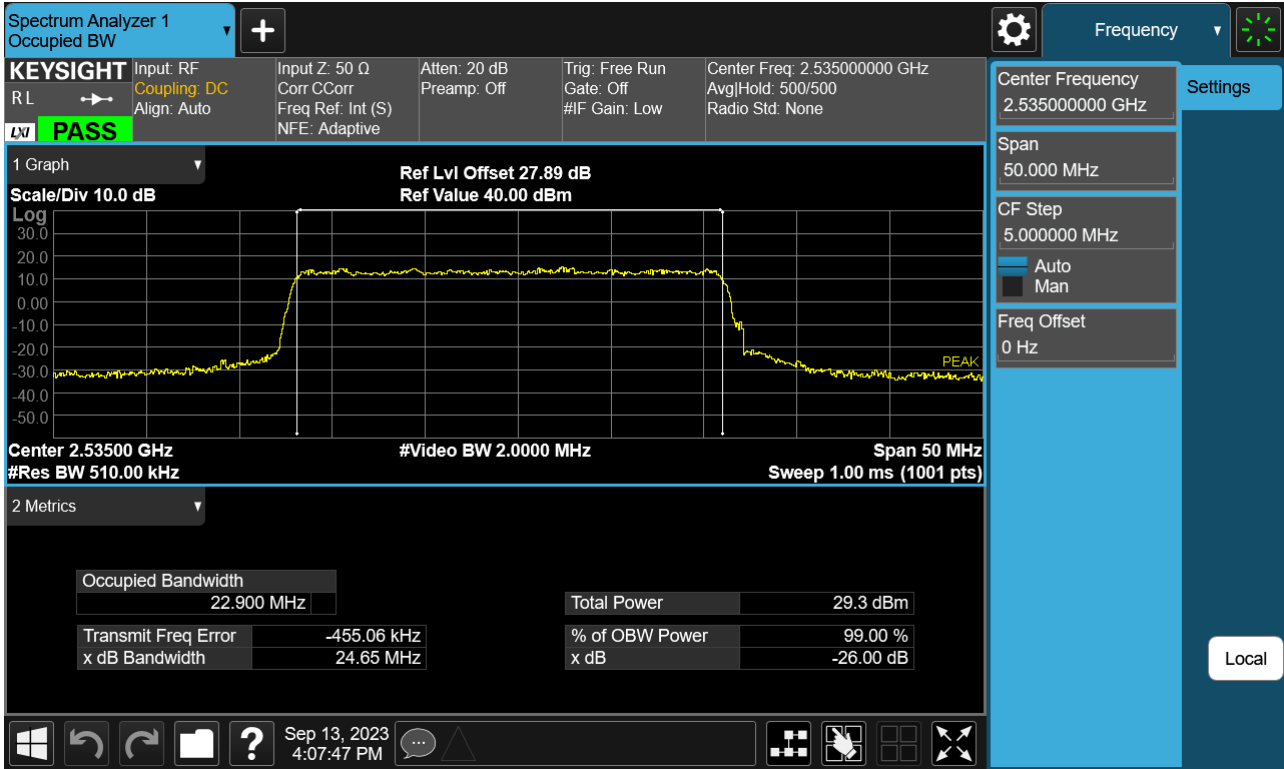 Spectrum Analyzer 1
Occupied BW
Frequency
KEYSIGHT
R L
LXI PASS
Input: RF
Coupling: DC
Align: Auto
Input Z: 50 Ω
Corr CCorr
Freq Ref: Int (S)
NFE: Adaptive
Atten: 20 dB
Preamp: Off
Trig: Free Run
Gate: Off
#IF Gain: Low
Center Freq: 2.535000000 GHz
Avg|Hold: 500/500
Radio Std: None
Center Frequency
2.535000000 GHz
Settings
Span
50.000 MHz
CF Step
5.000000 MHz
Auto
Man
Freq Offset
0 Hz
Local
1 Graph
Ref Lvl Offset 27.89 dB
Scale/Div 10.0 dB
Ref Value 40.00 dBm
Log
30.0
20.0
10.0
0.00
-10.0
-20.0
-30.0
-40.0
-50.0
PEAK
Center 2.53500 GHz
#Video BW 2.0000 MHz
Span 50 MHz
#Res BW 510.00 kHz
Sweep 1.00 ms (1001 pts)
2 Metrics
Occupied Bandwidth
22.900 MHz
Total Power 29.3 dBm
Transmit Freq Error -455.06 kHz
% of OBW Power 99.00 %
x dB Bandwidth 24.65 MHz
x dB -26.00 dB
?
Sep 13, 2023
4:07:47 PM